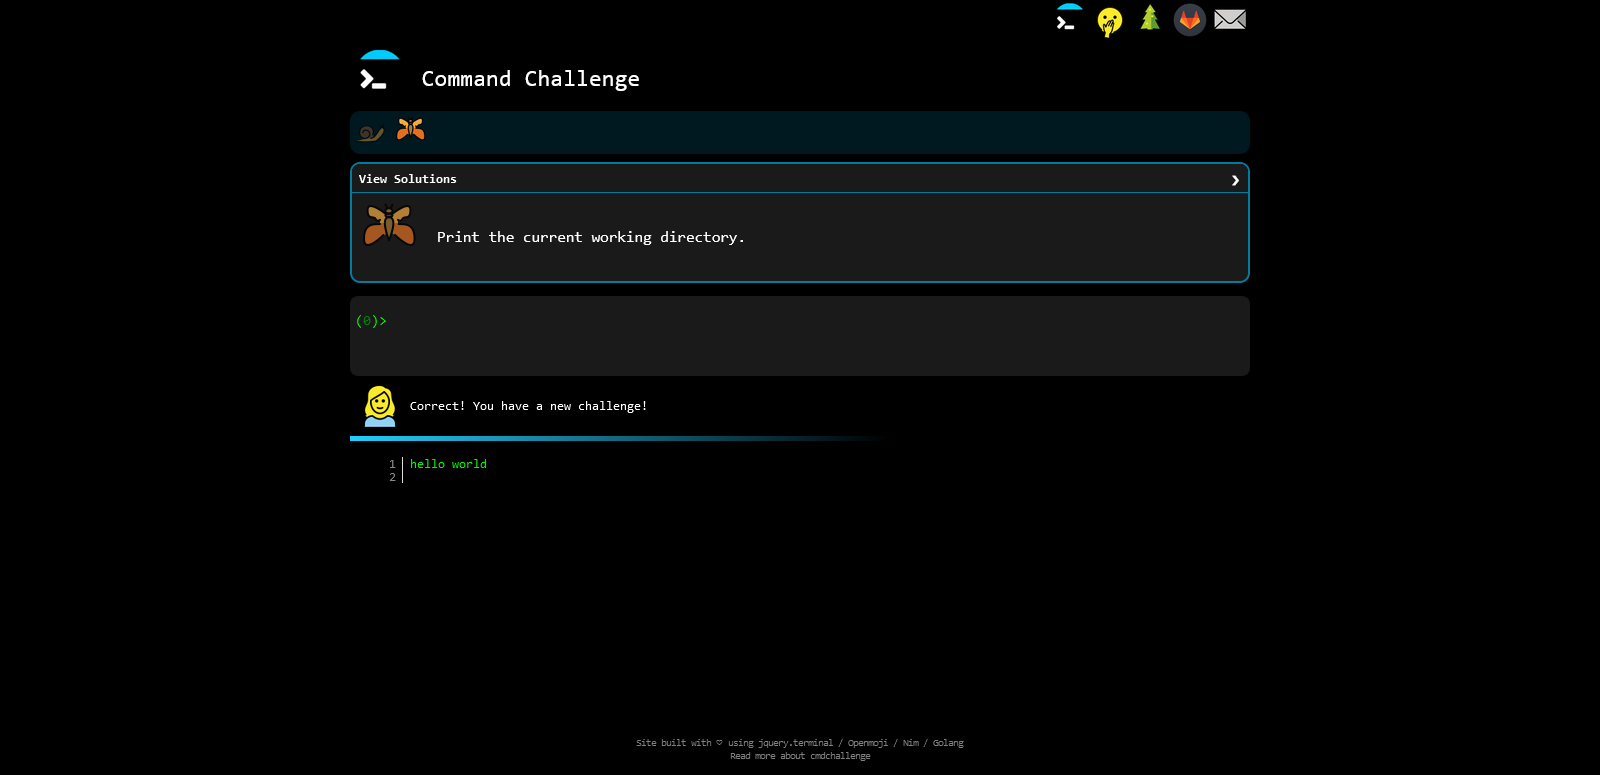 Command Challenge
View Solutions
Print the current working directory.
(0)>
Correct! You have a new challenge!
1 hello world
2
Site built with ♡ using jquery.terminal / Openmoji / Nim / Golang
Read more about cmdchallenge